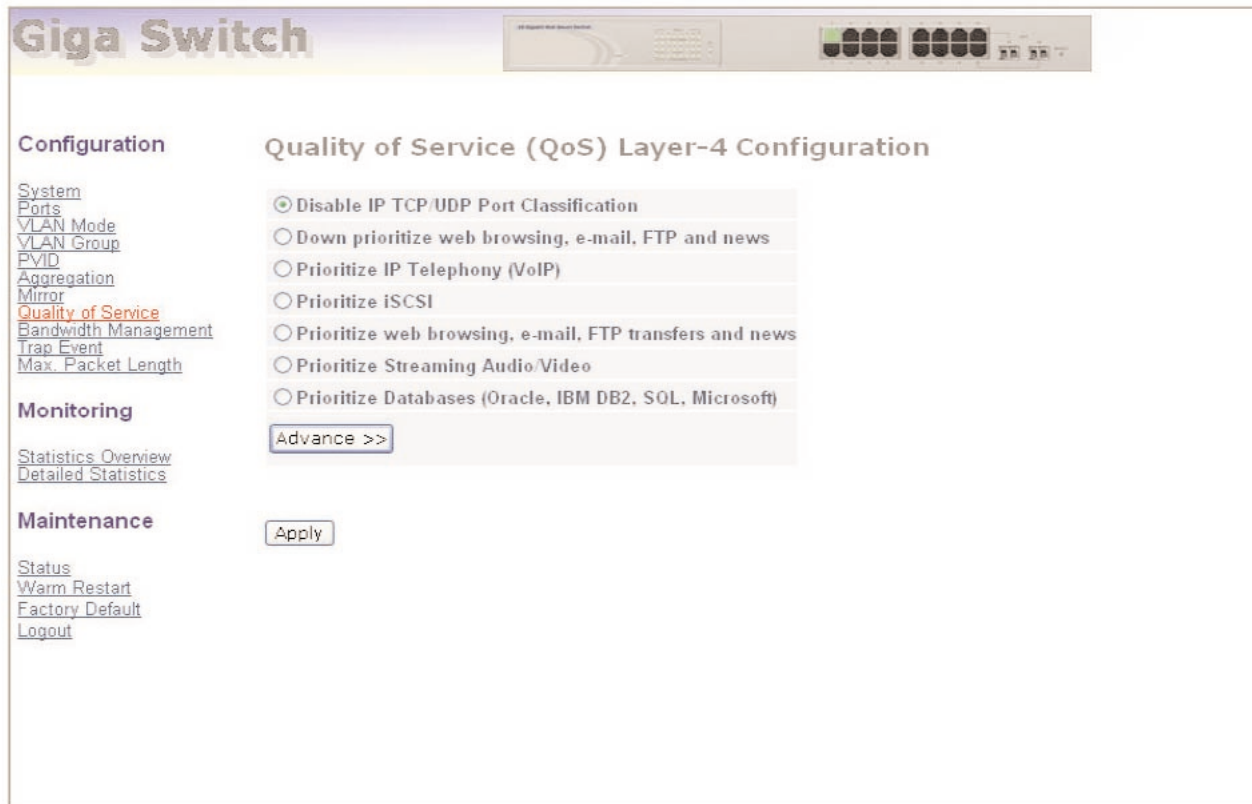 Giga Switch
Configuration
System
Ports
VLAN Mode
VLAN Group
PVID
Aggregation
Mirror
Quality of Service
Bandwidth Management
Trap Event
Max. Packet Length
Monitoring
Statistics Overview
Detailed Statistics
Maintenance
Status
Warm Restart
Factory Default
Logout
Quality of Service (QoS) Layer-4 Configuration
Disable IP TCP/UDP Port Classification
Down prioritize web browsing, e-mail, FTP and news
Prioritize IP Telephony (VoIP)
Prioritize iSCSI
Prioritize web browsing, e-mail, FTP transfers and news
Prioritize Streaming Audio/Video
Prioritize Databases (Oracle, IBM DB2, SQL, Microsoft)
Advance >>
Apply